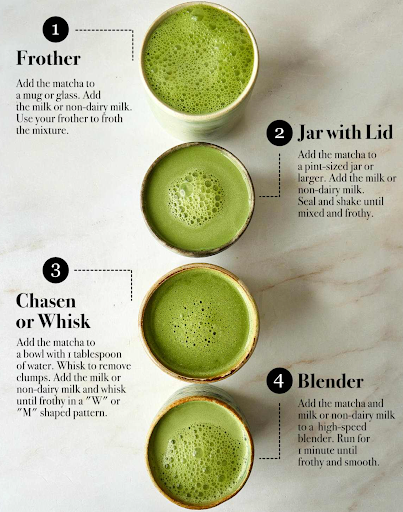 1
Frother
Add the matcha to
a mug or glass. Add
the milk or non-dairy milk.
Use your frother to froth
the mixture.
2 Jar with Lid
Add the matcha to
a pint-sized jar or
larger. Add the milk or
non-dairy milk.
Seal and shake until
mixed and frothy.
3
Chasen
or Whisk
Add the matcha to
a bowl with 1 tablespoon
of water. Whisk to remove
clumps. Add the milk or
non-dairy milk and whisk
until frothy in a "W" or
"M" shaped pattern.
4 Blender
Add the matcha and
milk or non-dairy milk
to a high-speed
blender. Run for
1 minute until
frothy and smooth.